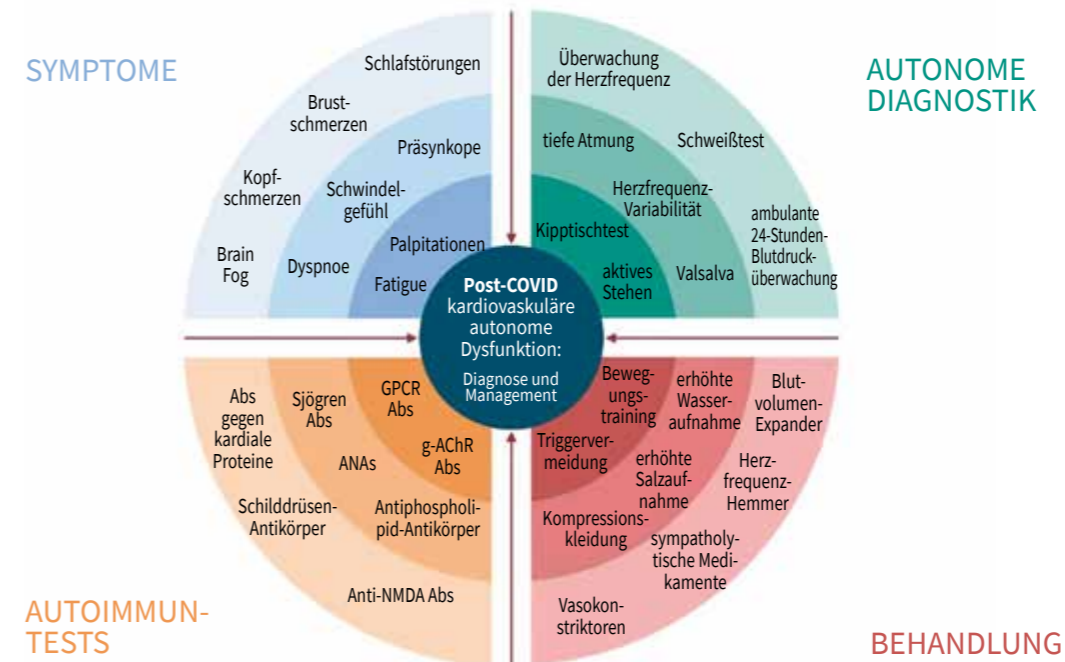 SYMPTOME
Schlafstörungen
Brust-
schmerzen
Präsynkope
Kopf-
schmerzen
Schwindel-
gefühl
Palpitationen
Brain
Fog
Dyspnoe
Fatigue
AUTONOME
DIAGNOSTIK
Überwachung
der Herzfrequenz
tiefe Atmung
Schweißtest
Herzfrequenz-
Variabilität
Kipptischtest
ambulante
24-Stunden-
Blutdruck-
überwachung
aktives
Stehen
Valsalva
Post-COVID
kardiovaskuläre
autonome
Dysfunktion:
Diagnose und
Management
Abs
gegen
kardiale
Proteine
Sjögren
Abs
GPCR
Abs
ANAs
g-AChR
Abs
Schilddrüsen-
Antikörper
Antiphospholi-
pid-Antikörper
Anti-NMDA Abs
AUTOIMMUN-
TESTS
Beweg-
ungs-
training
erhöhte
Wasser-
aufnahme
Blut-
volumen-
Expander
Triggerver-
meidung
erhöhte
Salzauf-
nahme
Herz-
frequenz-
Hemmer
Kompressions-
kleidung
sympatholy-
tische Medi-
kamente
Vasokon-
striktoren
BEHANDLUNG